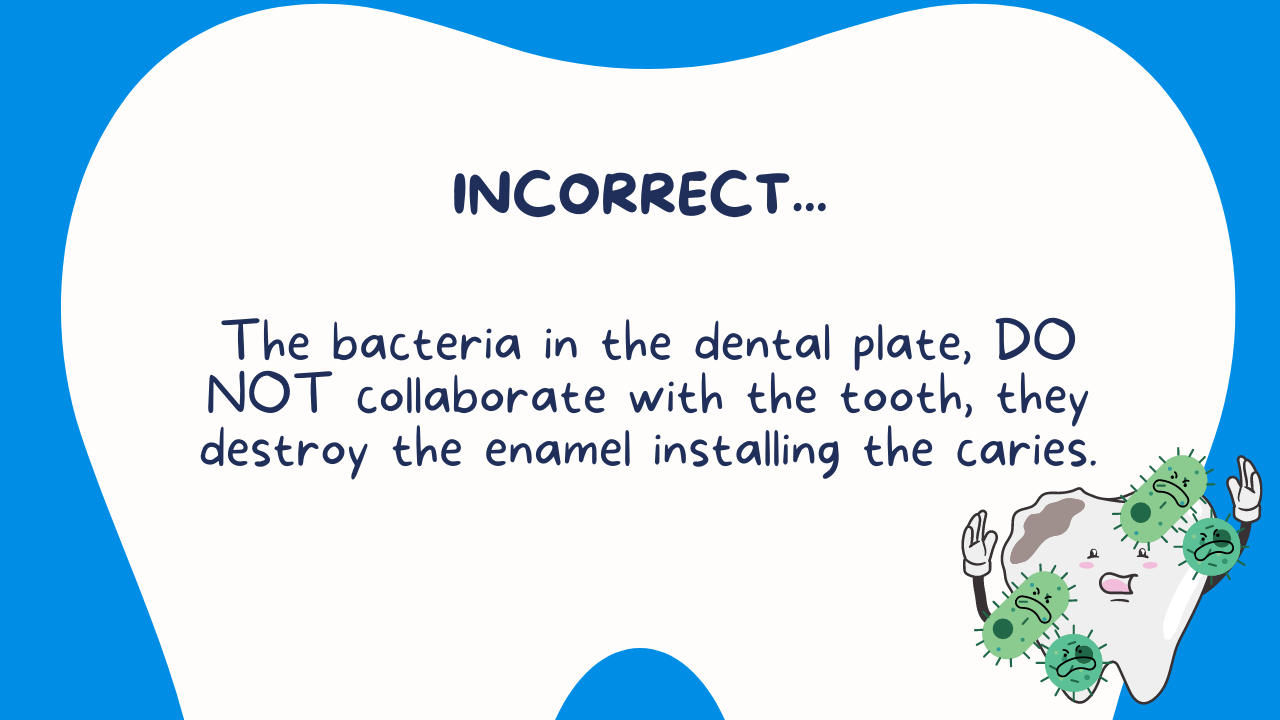 INCORRECT...
The bacteria in the dental plate, DO
NOT collaborate with the tooth, they
destroy the enamel installing the caries.